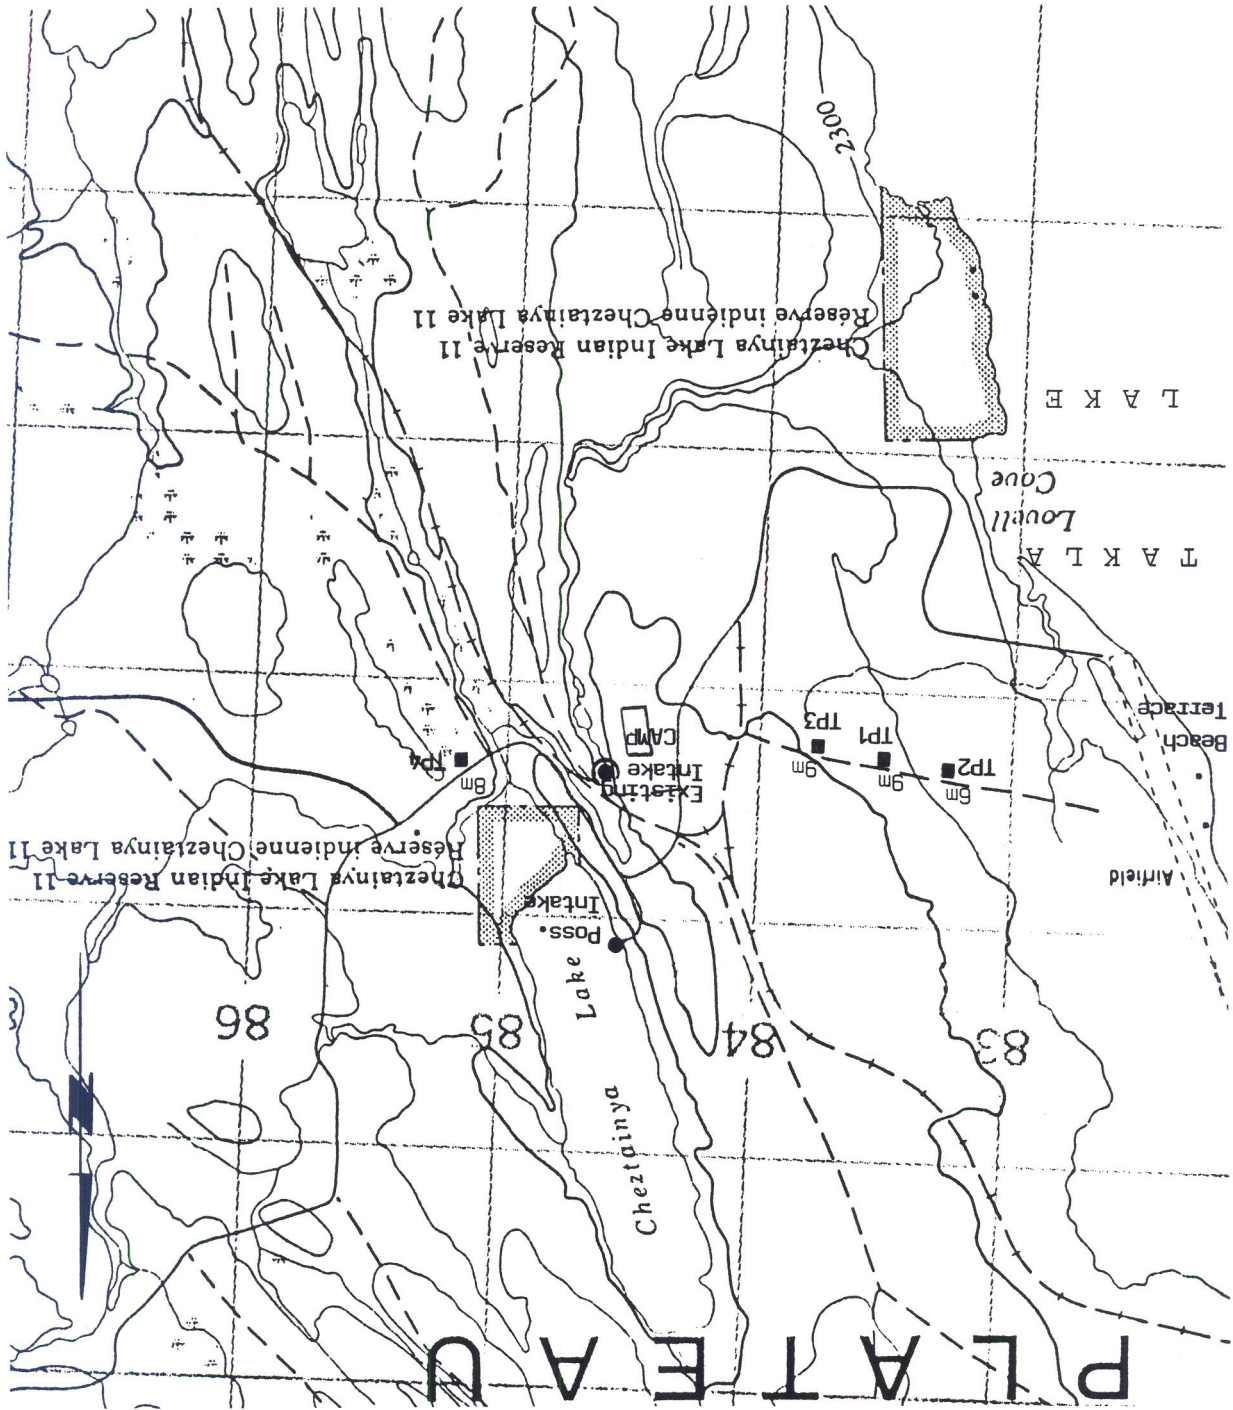 PLATEAU
83
84
85
86
N
Cheztainya
Lake
Poss.
Intake
Cheztainya Lake Indian Reserve 11
Réserve indienne Cheztainya Lake 11
Airfield
Existing
Intake
CAMP
TP2
6m
TP1
9m
TP3
9m
TP4
8m
Beach
Terrace
TAKLA
LAKE
Lovell
Cove
Cheztainya Lake Indian Reserve 11
Réserve indienne Cheztainya Lake 11
2300